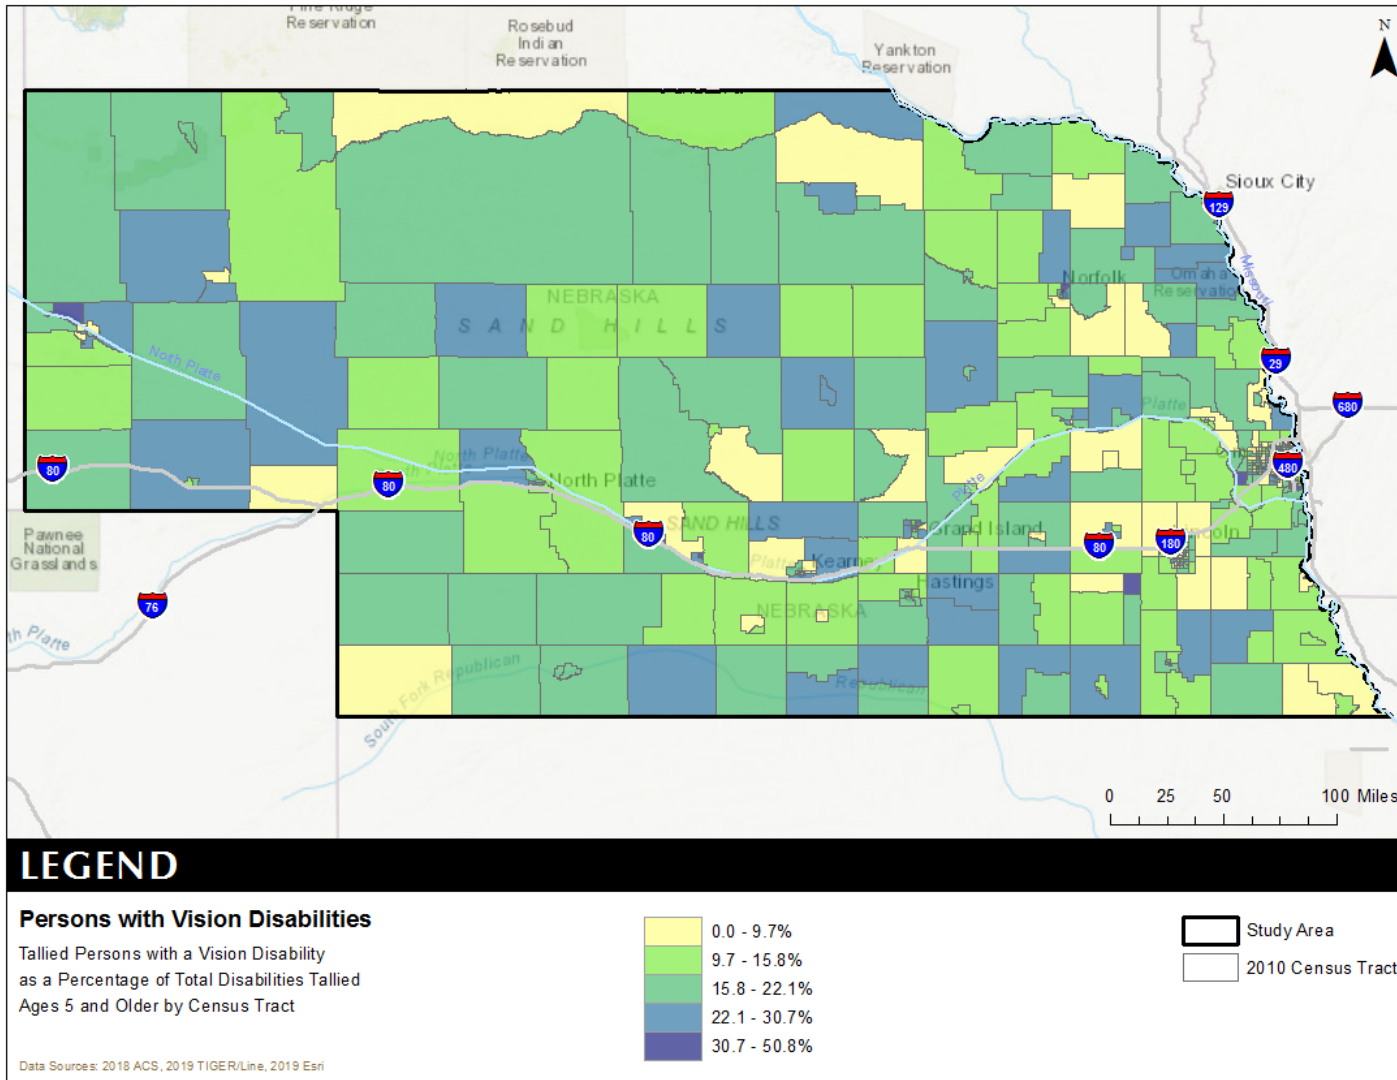 Pine Ridge
Reservation
Rosebud
Indian
Reservation
Yankton
Reservation
N
Sioux City
129
Missouri
Norfolk
Omaha
Reservation
NEBRASKA
SAND HILLS
North Platte
29
680
Platte
80
North Platte
North Platte
80
North Platte
480
Platte
Pawnee
National
Grasslands
SAND HILLS
80
Grand Island
80
180
Lincoln
Platte
Kearney
Hastings
76
NEBRASKA
South Fork Republican
Republican
0 25 50 100 Miles
LEGEND
Persons with Vision Disabilities
Tallied Persons with a Vision Disability
as a Percentage of Total Disabilities Tallied
Ages 5 and Older by Census Tract
Data Sources: 2018 ACS, 2019 TIGER/Line, 2019 Esri
0.0 - 9.7%
9.7 - 15.8%
15.8 - 22.1%
22.1 - 30.7%
30.7 - 50.8%
Study Area
2010 Census Tract